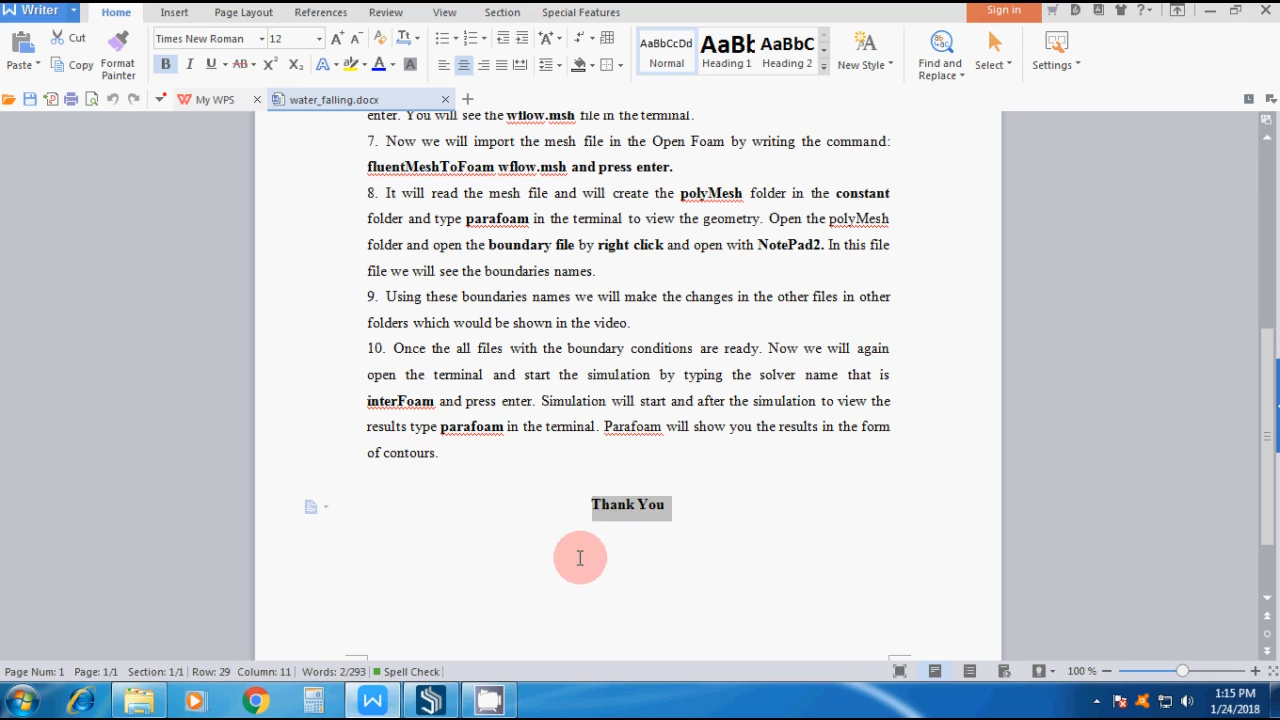 Writer Home Insert Page Layout References Review View Section Special Features Sign in
Paste Cut Copy Format Painter Times New Roman 12
B I U AB X² X₂ A ab A A
AaBbCcDd Normal AaBb Heading 1 AaBbC Heading 2 New Style Find and Replace Select Settings
My WPS water_falling.docx
enter. You will see the wflow.msh file in the terminal.
7. Now we will import the mesh file in the Open Foam by writing the command:
fluentMeshToFoam wflow.msh and press enter.
8. It will read the mesh file and will create the polyMesh folder in the constant
folder and type parafoam in the terminal to view the geometry. Open the polyMesh
folder and open the boundary file by right click and open with NotePad2. In this file
file we will see the boundaries names.
9. Using these boundaries names we will make the changes in the other files in other
folders which would be shown in the video.
10. Once the all files with the boundary conditions are ready. Now we will again
open the terminal and start the simulation by typing the solver name that is
interFoam and press enter. Simulation will start and after the simulation to view the
results type parafoam in the terminal. Parafoam will show you the results in the form
of contours.
Thank You
Page Num: 1 Page: 1/1 Section: 1/1 Row: 29 Column: 11 Words: 2/293 Spell Check 100 %
1:15 PM
1/24/2018